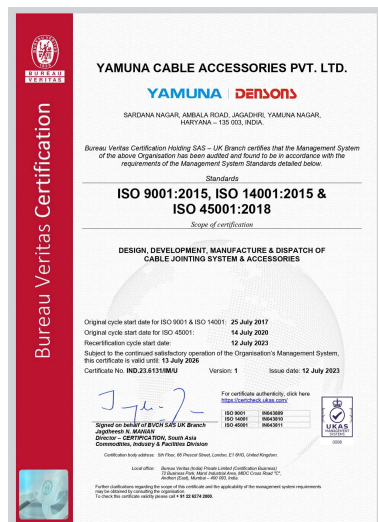 BUREAU
VERITAS
Bureau Veritas Certification
YAMUNA CABLE ACCESSORIES PVT. LTD.
YAMUNA | DENSONS
SARDANA NAGAR, AMBALA ROAD, JAGADHRI, YAMUNA NAGAR,
HARYANA – 135 003, INDIA.
Bureau Veritas Certification Holding SAS – UK Branch certifies that the Management System
of the above Organisation has been audited and found to be in accordance with the
requirements of the Management System Standards detailed below.
Standards
ISO 9001:2015, ISO 14001:2015 &
ISO 45001:2018
Scope of certification
DESIGN, DEVELOPMENT, MANUFACTURE & DISPATCH OF
CABLE JOINTING SYSTEM & ACCESSORIES
Original cycle start date for ISO 9001 & ISO 14001: 25 July 2017
Original cycle start date for ISO 45001: 14 July 2020
Recertification cycle start date: 12 July 2023
Subject to the continued satisfactory operation of the Organisation's Management System,
this certificate is valid until: 13 July 2026
Certificate No. IND.23.6131/IM/U Version: 1 Issue date: 12 July 2023
For certificate authenticity, click here
https://certcheck.ukas.com/
ISO 9001 IN043809
ISO 14001 IN043810
ISO 45001 IN043811
UKAS
MANAGEMENT
SYSTEMS
0008
Signed on behalf of BVCH SAS UK Branch
Jagdheesh N. MANIAN
Director – CERTIFICATION, South Asia
Commodities, Industry & Facilities Division
Certification body address: 5th Floor, 66 Prescot Street, London, E1 8HG, United Kingdom.
Local office: Bureau Veritas (India) Private Limited (Certification Business)
72 Business Park, Marol Industrial Area, MIDC Cross Road "C",
Andheri (East), Mumbai – 400 093, India.
Further clarifications regarding the scope of this certificate and the applicability of the management system requirements
may be obtained by consulting the organisation.
To check this certificate validity please call + 91 22 6274 2000.